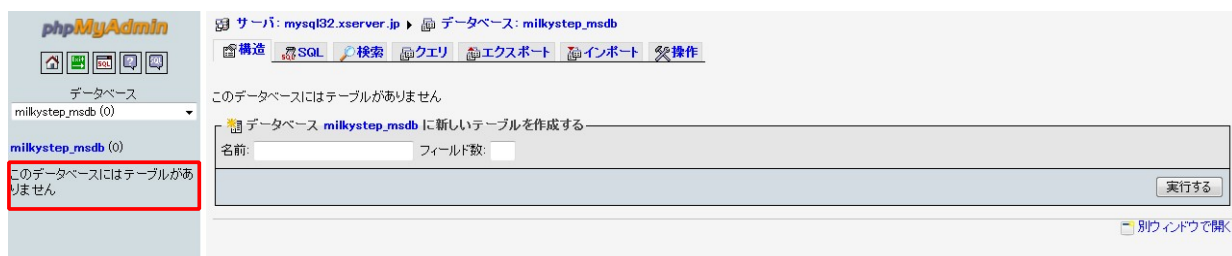 phpMyAdmin
SQL
データベース
milkystep_msdb (0)
milkystep_msdb (0)
このデータベースにはテーブルがあ
りません
サーバ: mysql32.xserver.jp ▶ データベース: milkystep_msdb
構造 SQL 検索 クエリ エクスポート インポート 操作
このデータベースにはテーブルがありません
データベース milkystep_msdb に新しいテーブルを作成する
名前: フィールド数:
実行する
別ウィンドウで開く